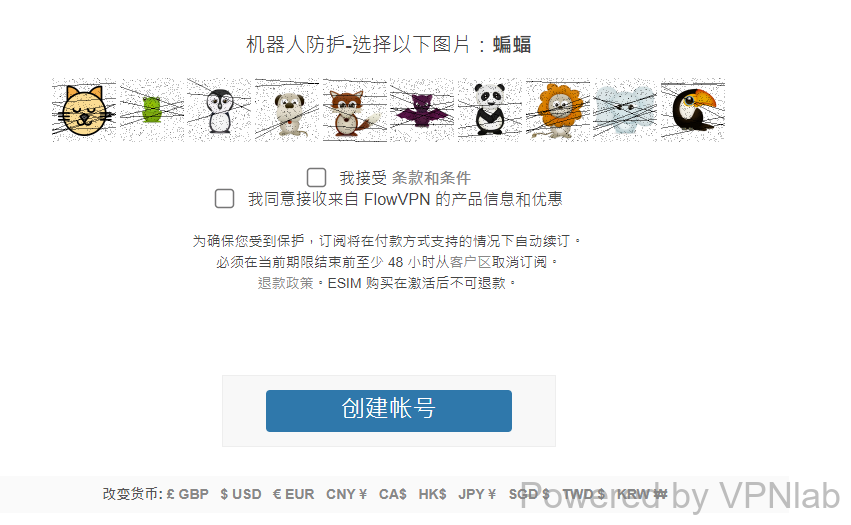 机器人防护-选择以下图片：蝙蝠
我接受 条款和条件
我同意接收来自 FlowVPN 的产品信息和优惠
为确保您受到保护，订阅将在付款方式支持的情况下自动续订。
必须在当前期限结束前至少 48 小时从客户区取消订阅。
退款政策。ESIM 购买在激活后不可退款。
创建帐号
改变货币: £ GBP $ USD € EUR CNY ¥ CA$ HK$ JPY ¥ SGD $ TWD $ KRW ₩
Powered by VPNlab